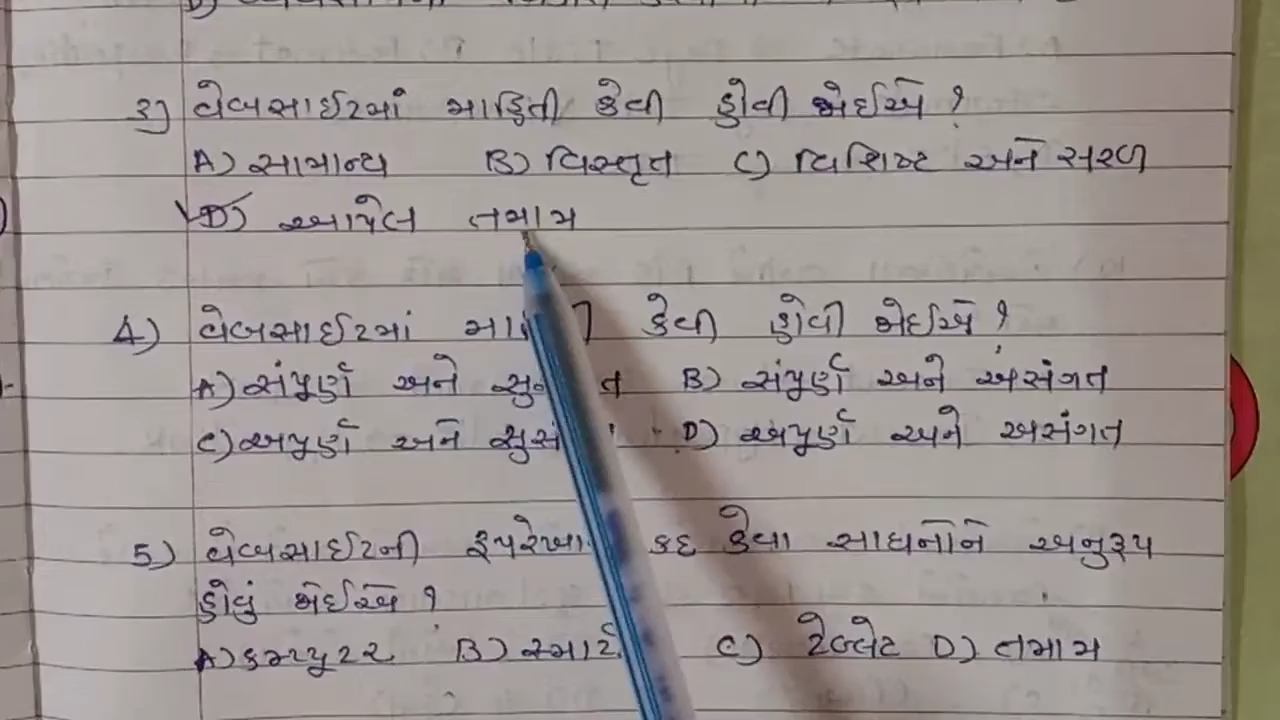 3) વેબસાઈટમાં માહિતી કેવી હોવી જોઈએ ?
A) સામાન્ય B) વિસ્તૃત C) વિશિષ્ટ અને સરળ
D) આપેલ તમામ
4) વેબસાઈટમાં કેવી હોવી જોઈએ ?
A) સંપૂર્ણ અને B) સંપૂર્ણ અને અસંગત
C) અપૂર્ણ અને D) અપૂર્ણ અને અસંગત
5) વેબસાઈટની કદ કેવા સાધનોને અનુરૂપ
હોવું જોઈએ ?
A) કમ્પ્યુટર B) C) ટેબ્લેટ D) તમામ